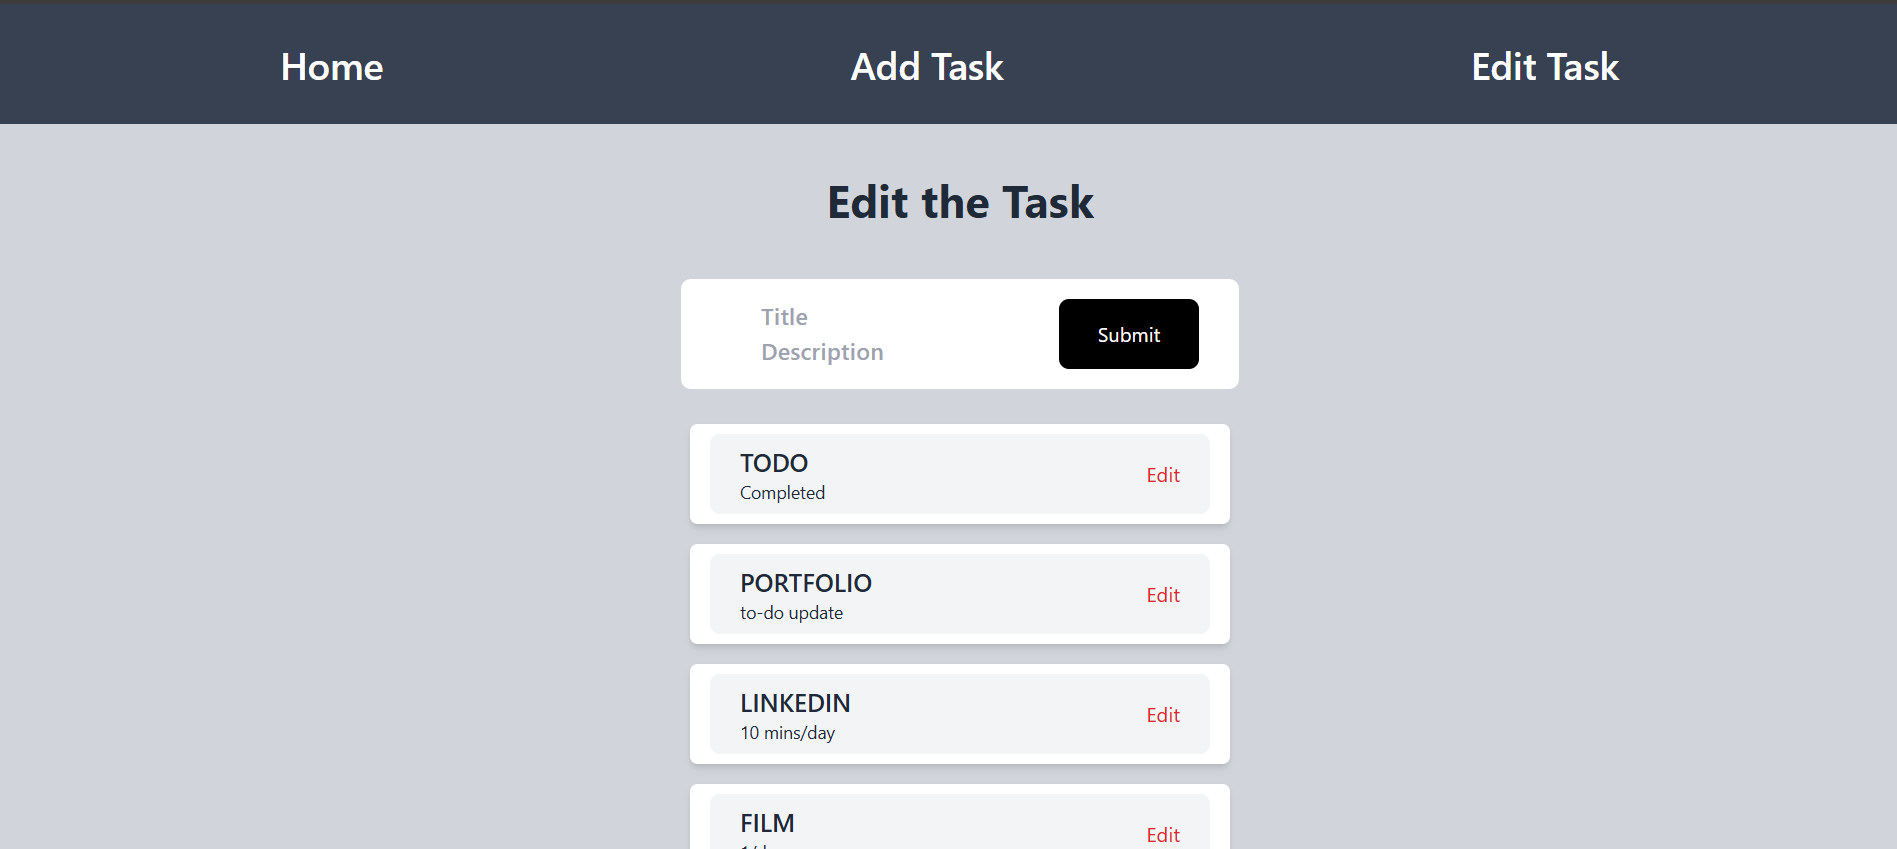 Home Add Task Edit Task
Edit the Task
Title
Description
Submit
TODO
Completed
Edit
PORTFOLIO
to-do update
Edit
LINKEDIN
10 mins/day
Edit
FILM
Edit